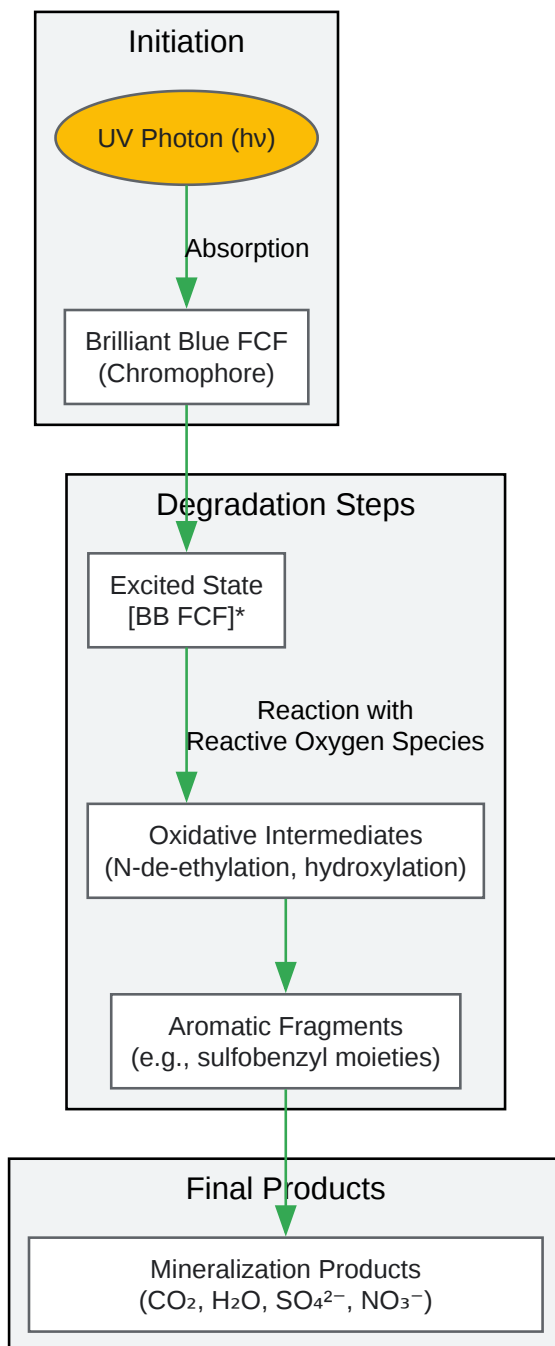 Initiation
UV Photon (hν)
Absorption
Brilliant Blue FCF
(Chromophore)
Degradation Steps
Excited State
[BB FCF]*
Reaction with
Reactive Oxygen Species
Oxidative Intermediates
(N-de-ethylation, hydroxylation)
Aromatic Fragments
(e.g., sulfobenzyl moieties)
Final Products
Mineralization Products
(CO₂, H₂O, SO₄²⁻, NO₃⁻)